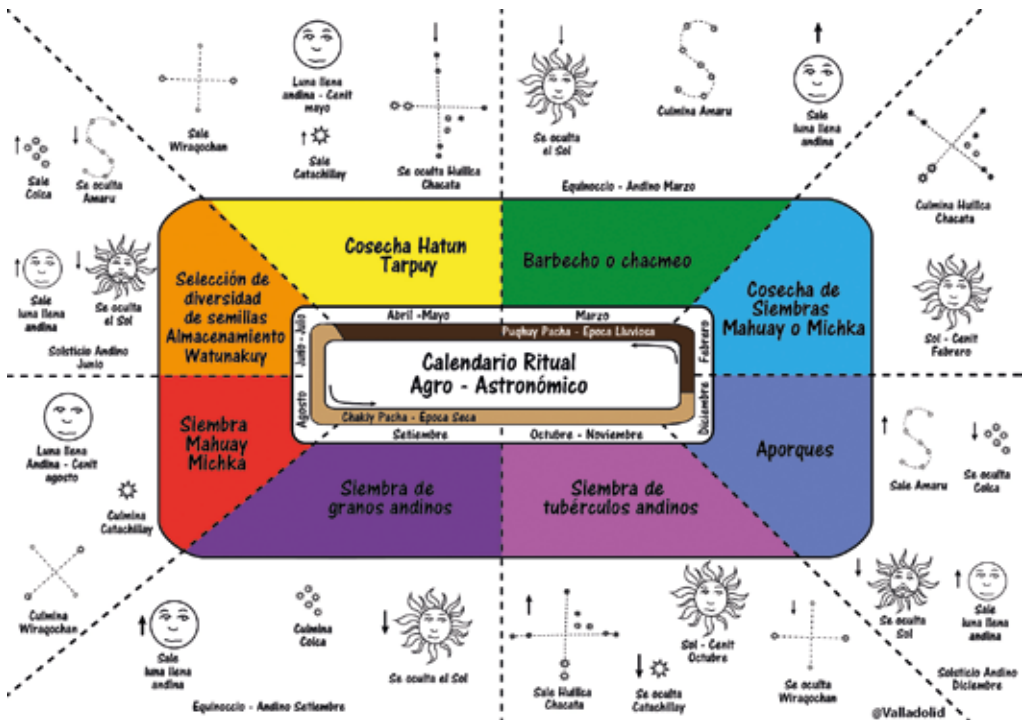 Sale
Colca
Se oculta
Amaru
Sale
Wiraqochan
Luna llena
andina - Cenit
mayo
Sale
Catachillay
Se oculta Huillca
Chacata
Se oculta
el Sol
Culmina Amaru
Sale
luna llena
andina
Equinoccio - Andino Marzo
Culmina Huillca
Chacata
Sale
luna llena
andina
Se oculta
el Sol
Solsticio Andino
Junio
Sol - Cenit
Febrero
Selección de
diversidad
de semillas
Almacenamiento
Watunakuy
Cosecha Hatun
Tarpuy
Barbecho o chacmeo
Cosecha de
Siembras
Mahuay o Michka
Abril -Mayo
Marzo
Junio - Julio
Febrero
Puqhuy Pacha - Epoca Lluviosa
Calendario Ritual
Agro - Astronómico
Chakiy Pacha - Epoca Seca
Agosto
Diciembre
Setiembre
Octubre - Noviembre
Siembra
Mahuay
Michka
Siembra de
granos andinos
Siembra de
tubérculos andinos
Aporques
Luna llena
Andina - Cenit
agosto
Culmina
Catachillay
Culmina
Wiraqochan
Sale
luna llena
andina
Culmina
Colca
Se oculta el Sol
Equinoccio - Andino Setiembre
Sale Huillca
Chacata
Se oculta
Catachillay
Sol - Cenit
Octubre
Se oculta
Wiraqochan
Sale Amaru
Se oculta
Colca
Se oculta
Sol
Sale
luna llena
andina
Solsticio Andino
Diciembre
@Valladolid